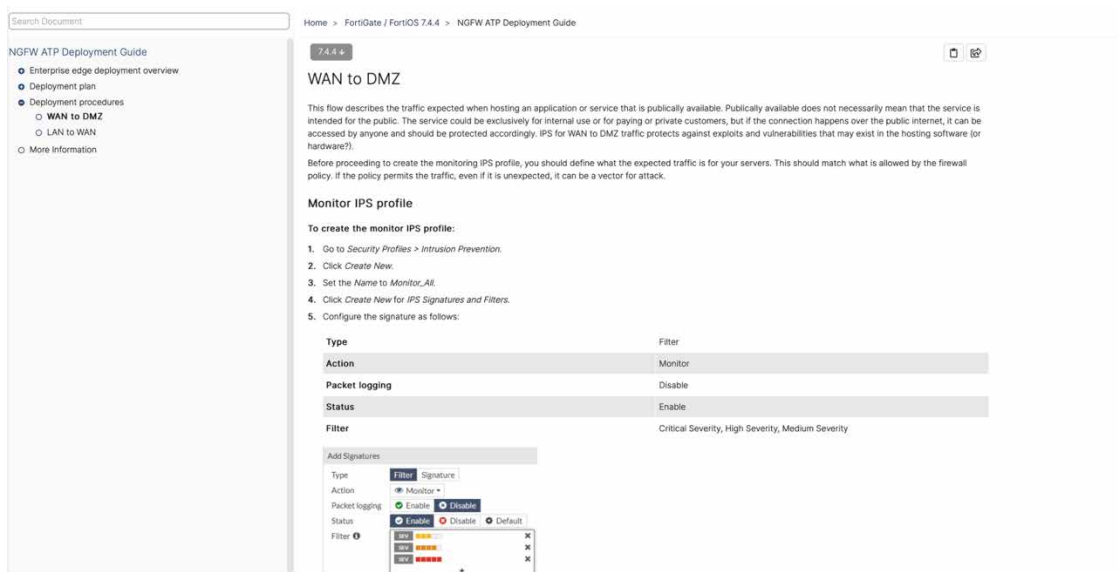 Search Document
Home > FortiGate / FortiOS 7.4.4 > NGFW ATP Deployment Guide
NGFW ATP Deployment Guide
Enterprise edge deployment overview
Deployment plan
Deployment procedures
WAN to DMZ
LAN to WAN
More Information
7.4.4
WAN to DMZ
This flow describes the traffic expected when hosting an application or service that is publically available. Publically available does not necessarily mean that the service is
intended for the public. The service could be exclusively for internal use or for paying or private customers, but if the connection happens over the public internet, it can be
accessed by anyone and should be protected accordingly. IPS for WAN to DMZ traffic protects against exploits and vulnerabilities that may exist in the hosting software (or
hardware?).
Before proceeding to create the monitoring IPS profile, you should define what the expected traffic is for your servers. This should match what is allowed by the firewall
policy. If the policy permits the traffic, even if it is unexpected, it can be a vector for attack.
Monitor IPS profile
To create the monitor IPS profile:
1. Go to Security Profiles > Intrusion Prevention.
2. Click Create New.
3. Set the Name to Monitor_All.
4. Click Create New for IPS Signatures and Filters.
5. Configure the signature as follows:
Type Filter
Action Monitor
Packet logging Disable
Status Enable
Filter Critical Severity, High Severity, Medium Severity
Add Signatures
Type Filter Signature
Action Monitor
Packet logging Enable Disable
Status Enable Disable Default
Filter SEV
SEV
SEV
+